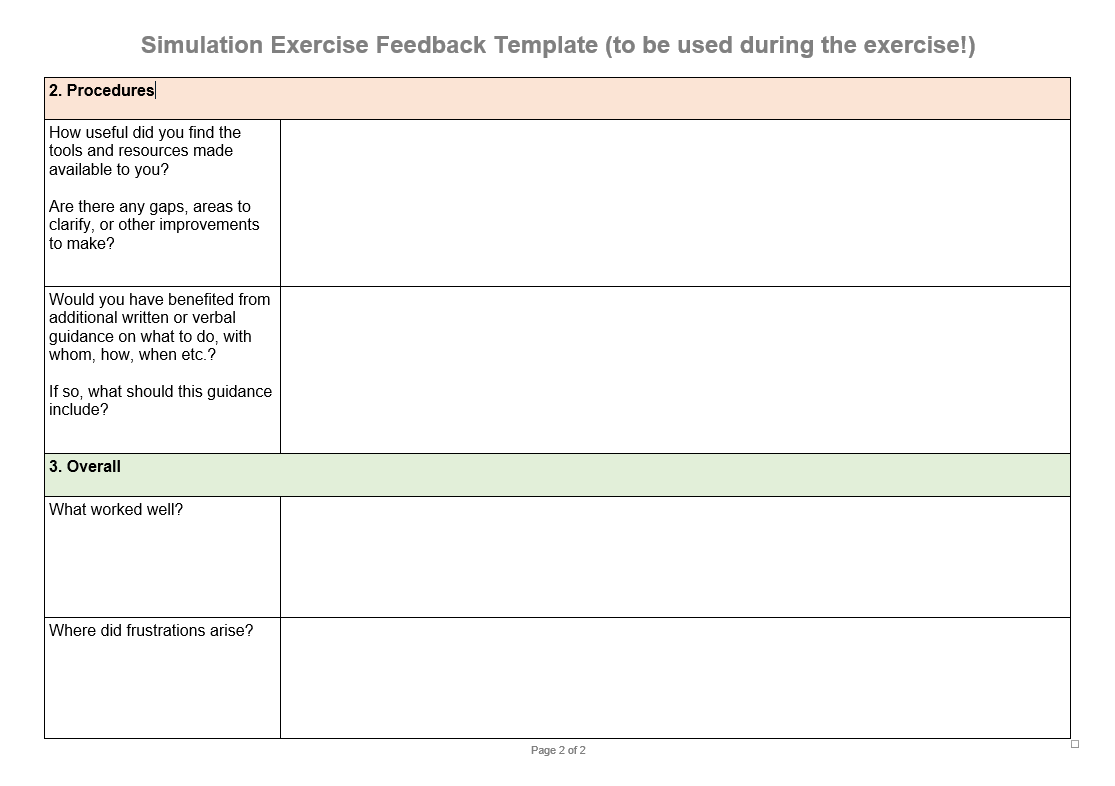 Simulation Exercise Feedback Template (to be used during the exercise!)
2. Procedures
How useful did you find the
tools and resources made
available to you?
Are there any gaps, areas to
clarify, or other improvements
to make?
Would you have benefited from
additional written or verbal
guidance on what to do, with
whom, how, when etc.?
If so, what should this guidance
include?
3. Overall
What worked well?
Where did frustrations arise?
Page 2 of 2